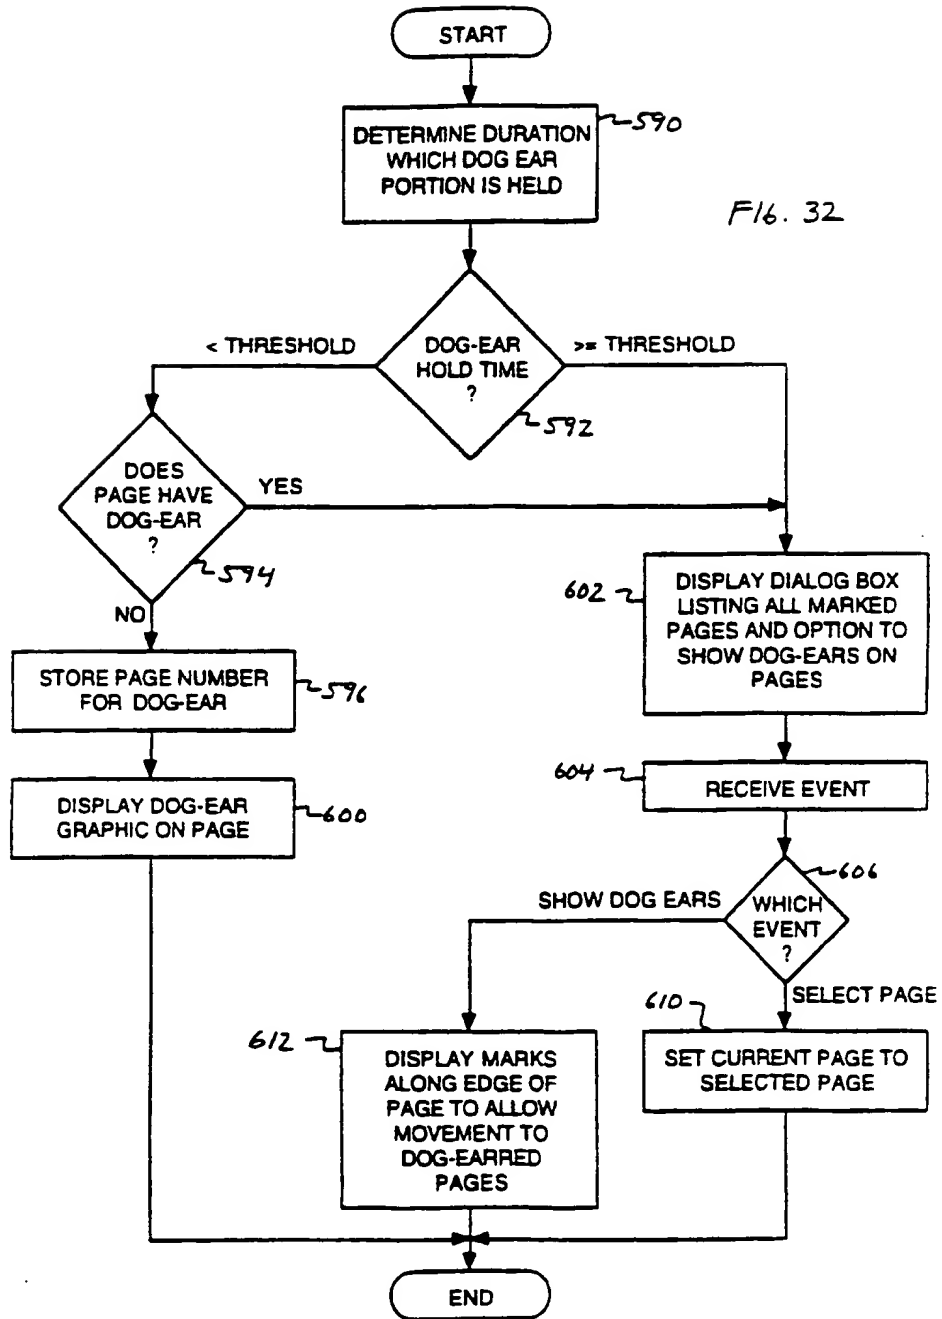 START
DETERMINE DURATION
WHICH DOG EAR
PORTION IS HELD
590
FIG. 32
< THRESHOLD
DOG-EAR
HOLD TIME
?
>= THRESHOLD
592
DOES
PAGE HAVE
DOG-EAR
?
YES
594
NO
STORE PAGE NUMBER
FOR DOG-EAR
596
DISPLAY DOG-EAR
GRAPHIC ON PAGE
600
602
DISPLAY DIALOG BOX
LISTING ALL MARKED
PAGES AND OPTION TO
SHOW DOG-EARS ON
PAGES
604
RECEIVE EVENT
606
SHOW DOG EARS
WHICH
EVENT
?
SELECT PAGE
610
SET CURRENT PAGE TO
SELECTED PAGE
612
DISPLAY MARKS
ALONG EDGE OF
PAGE TO ALLOW
MOVEMENT TO
DOG-EARRED
PAGES
END